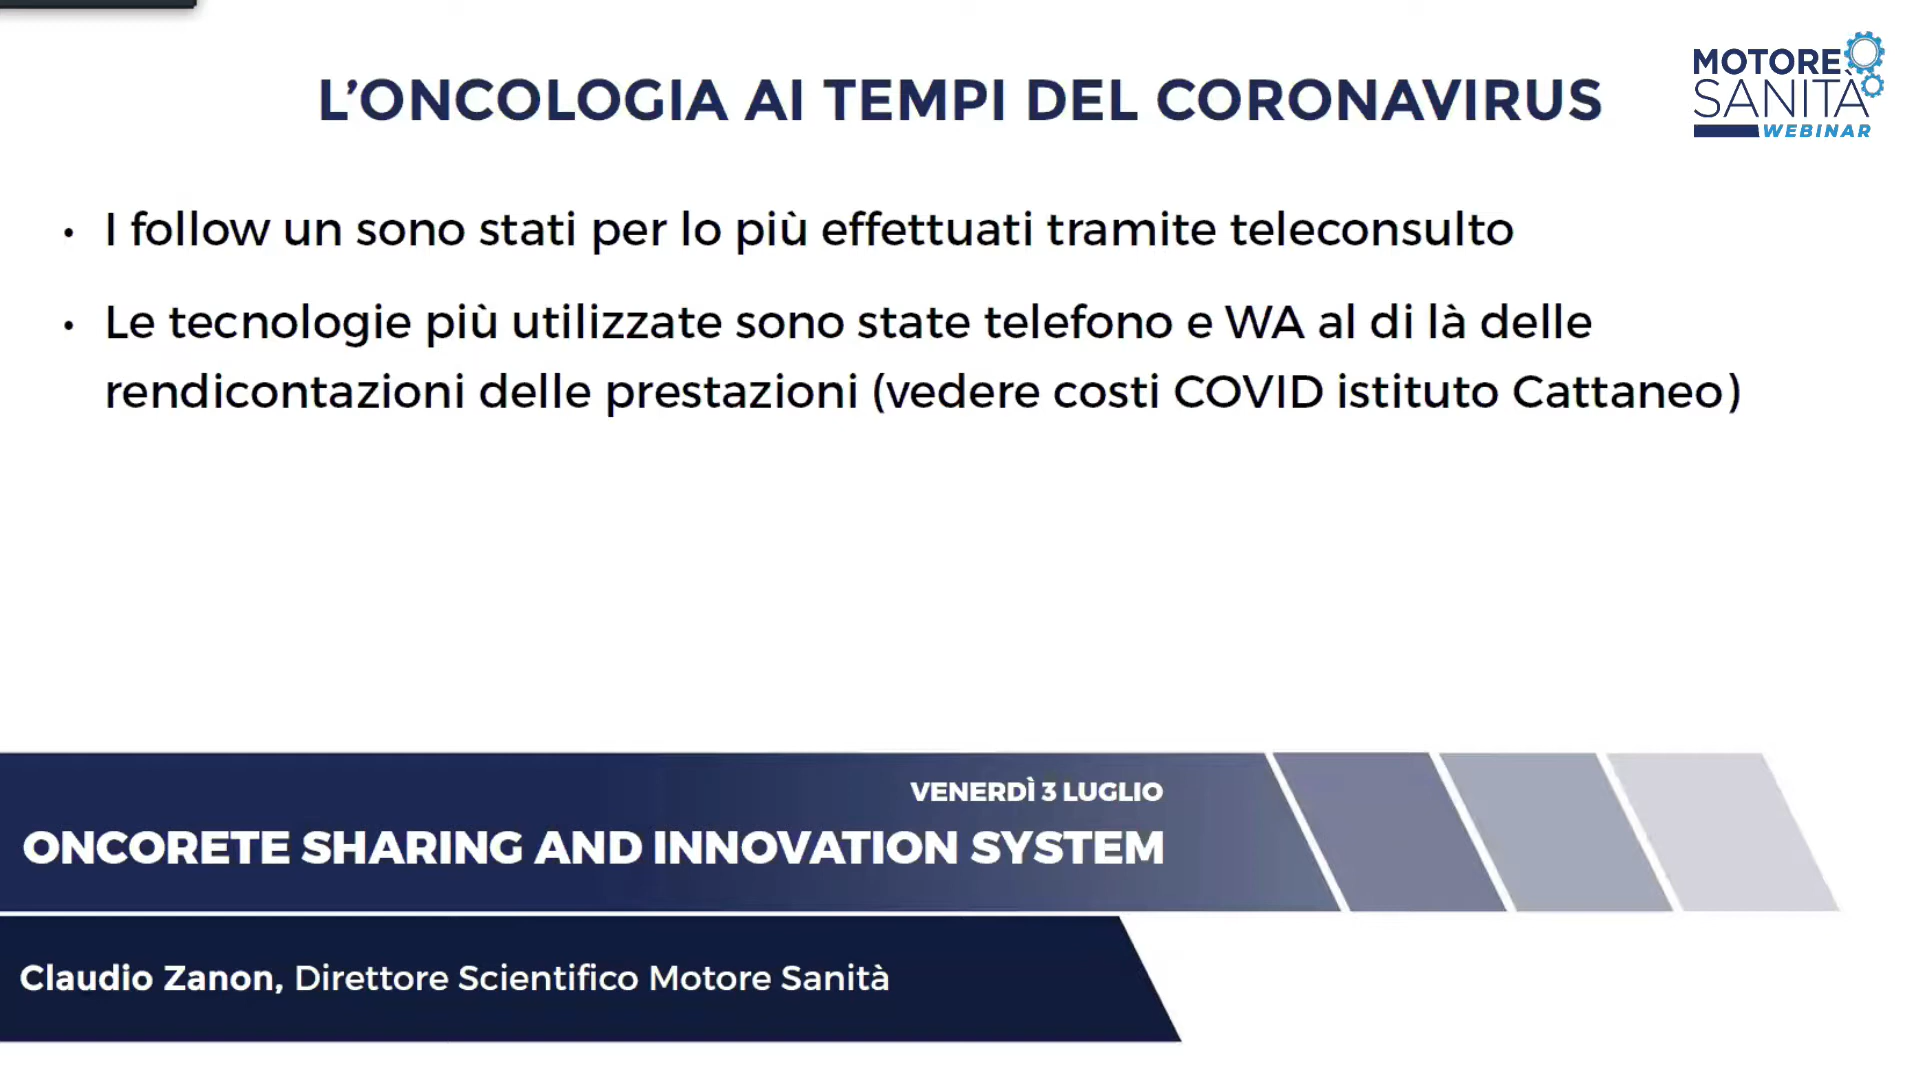 L’ONCOLOGIA AI TEMPI DEL CORONAVIRUS
MOTORE
SANITÀ
WEBINAR
• I follow un sono stati per lo più effettuati tramite teleconsulto
• Le tecnologie più utilizzate sono state telefono e WA al di là delle
rendicontazioni delle prestazioni (vedere costi COVID istituto Cattaneo)
VENERDÌ 3 LUGLIO
ONCORETE SHARING AND INNOVATION SYSTEM
Claudio Zanon, Direttore Scientifico Motore Sanità